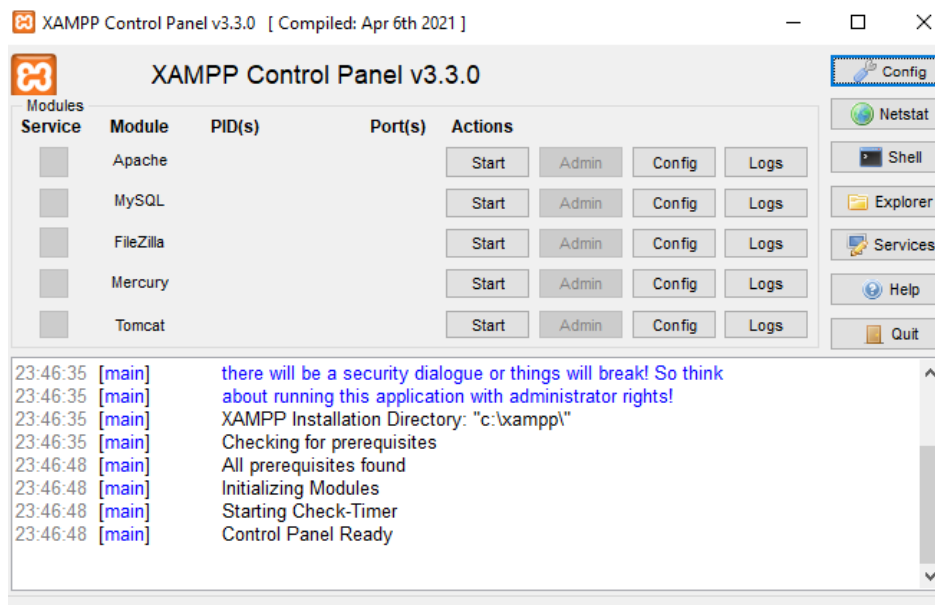 XAMPP Control Panel v3.3.0 [ Compiled: Apr 6th 2021 ]
XAMPP Control Panel v3.3.0
Config
Modules
Service Module PID(s) Port(s) Actions
Netstat
Apache Start Admin Config Logs
Shell
MySQL Start Admin Config Logs
Explorer
FileZilla Start Admin Config Logs
Services
Mercury Start Admin Config Logs
Help
Tomcat Start Admin Config Logs
Quit
23:46:35 [main] there will be a security dialogue or things will break! So think
23:46:35 [main] about running this application with administrator rights!
23:46:35 [main] XAMPP Installation Directory: "c:\xampp\"
23:46:35 [main] Checking for prerequisites
23:46:48 [main] All prerequisites found
23:46:48 [main] Initializing Modules
23:46:48 [main] Starting Check-Timer
23:46:48 [main] Control Panel Ready